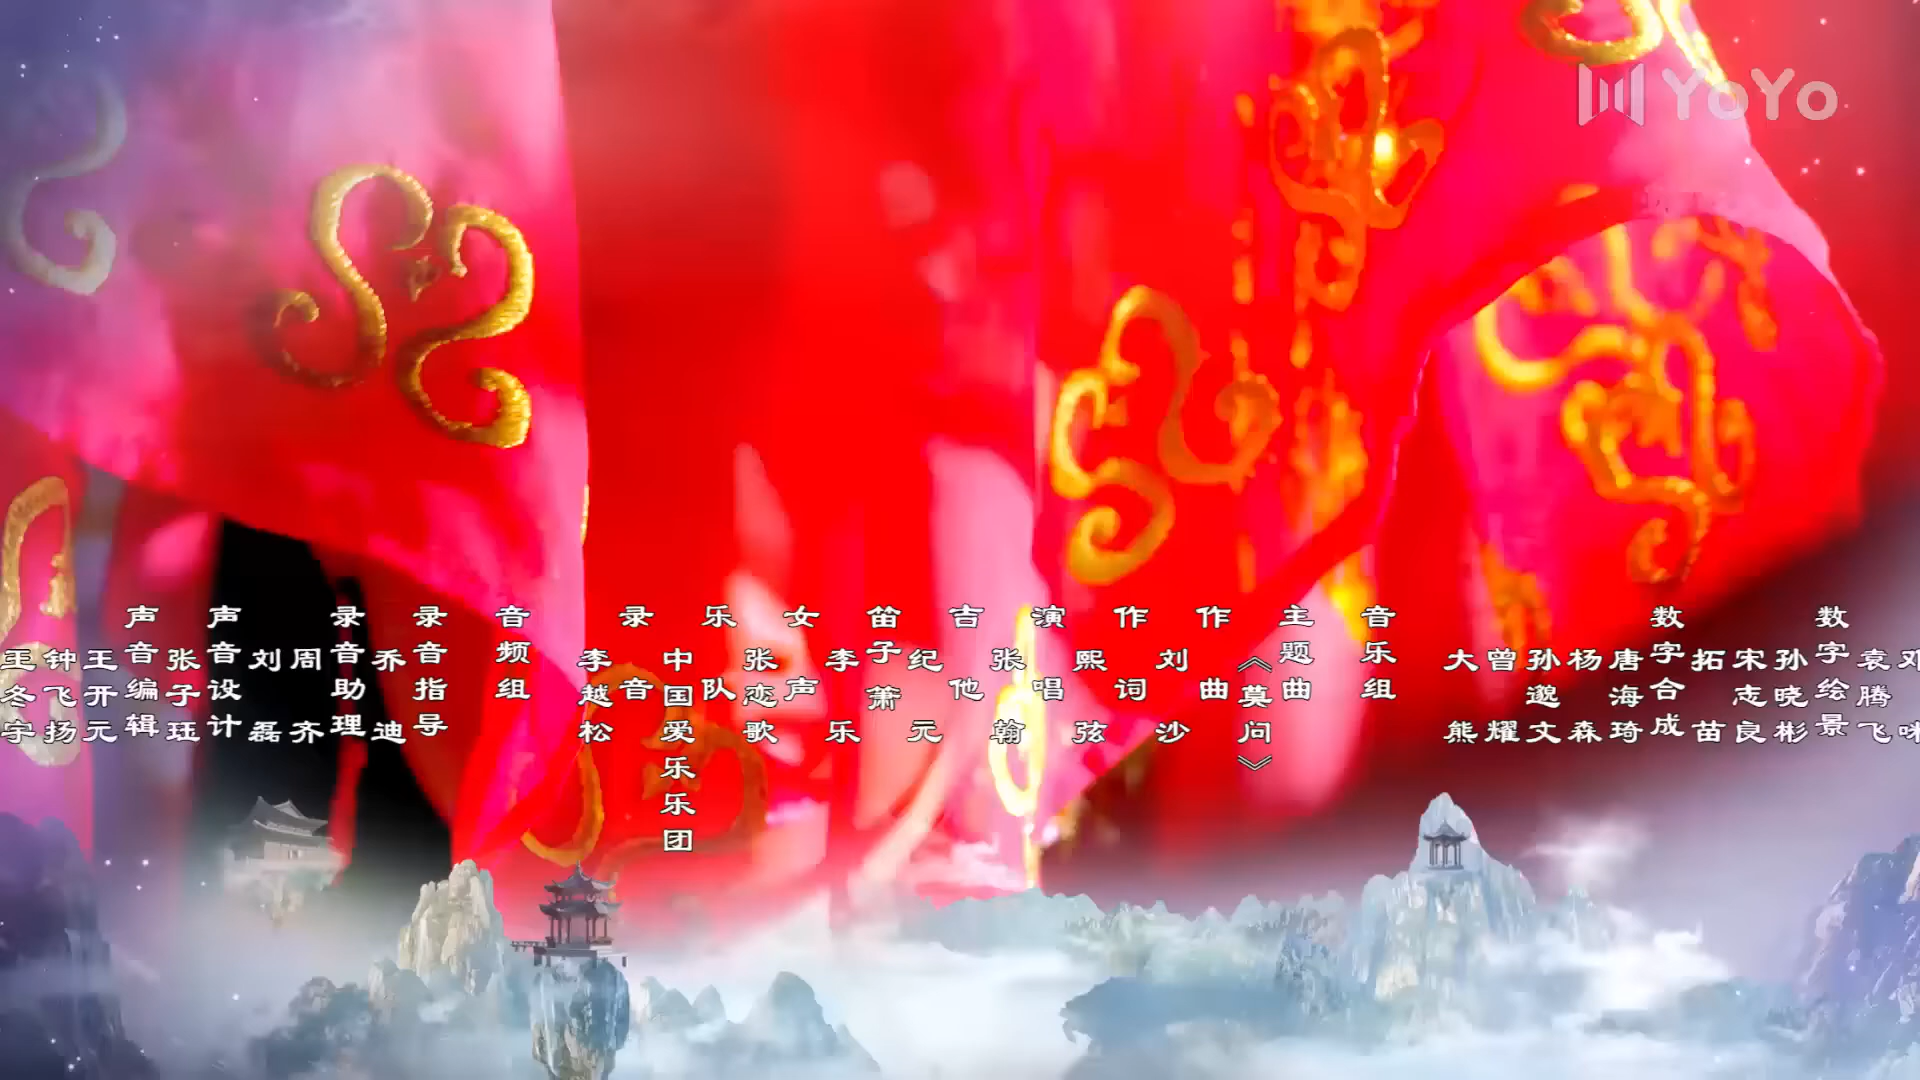 YoYo
咪
袁腾飞
数字绘景
孙晓彬
宋志良
拓苗
数字合成
唐海琦
杨森
孙邈文
曾耀
大熊
音乐组
主题曲
《莫问》
作曲
刘沙
作词
熙弦
演唱
张翰
吉他
纪元
笛子箫
李乐
女声
张恋歌
乐队
中国爱乐乐团
录音
李越松
音频组
录音指导
乔迪
录音助理
周齐
刘磊
声音设计
张子珏
声音编辑
王开元
钟飞扬
王冬宇